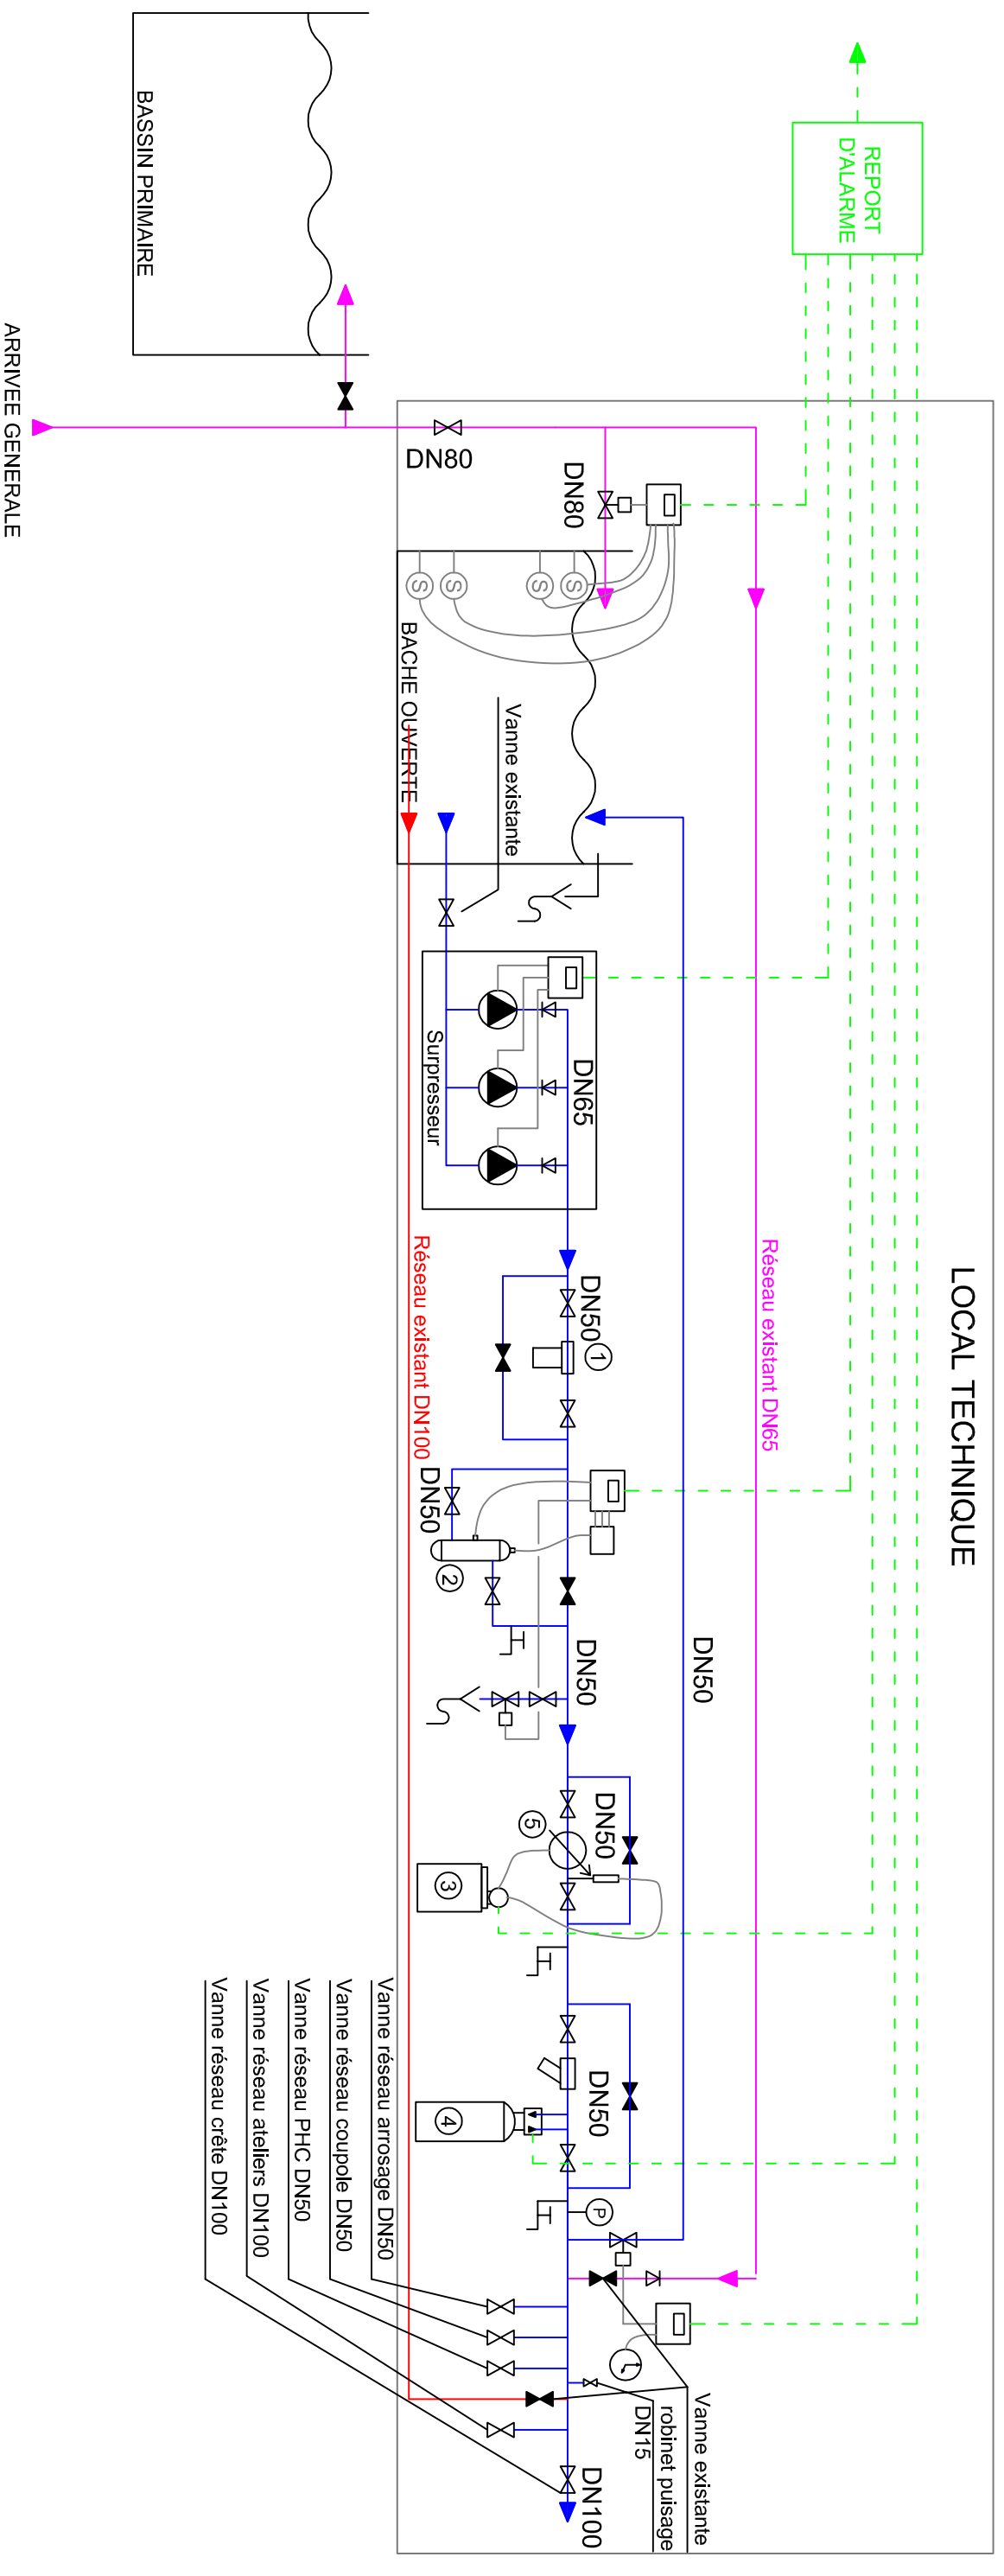 LOCAL TECHNIQUE
REPORT
D'ALARME
BASSIN PRIMAIRE
ARRIVEE GENERALE
DN80
DN80
S
S
S
S
BACHE OUVERTE
Vanne existante
Surpresseur
DN65
Réseau existant DN65
Réseau existant DN100
DN50
1
DN50
2
DN50
DN50
DN50
5
3
DN50
4
P
Vanne réseau arrosage DN50
Vanne réseau coupole DN50
Vanne réseau PHC DN50
Vanne réseau ateliers DN100
Vanne réseau crête DN100
Vanne existante
robinet puisage
DN15
DN100